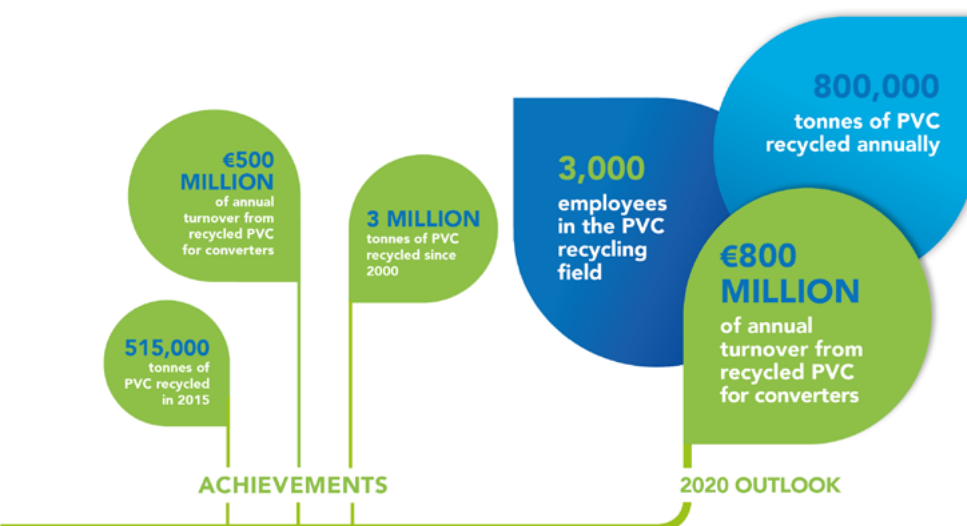 €500
MILLION
of annual
turnover from
recycled PVC
for converters
3 MILLION
tonnes of PVC
recycled since
2000
515,000
tonnes of
PVC recycled
in 2015
ACHIEVEMENTS
800,000
tonnes of PVC
recycled annually
3,000
employees
in the PVC
recycling
field
€800
MILLION
of annual
turnover from
recycled PVC
for converters
2020 OUTLOOK